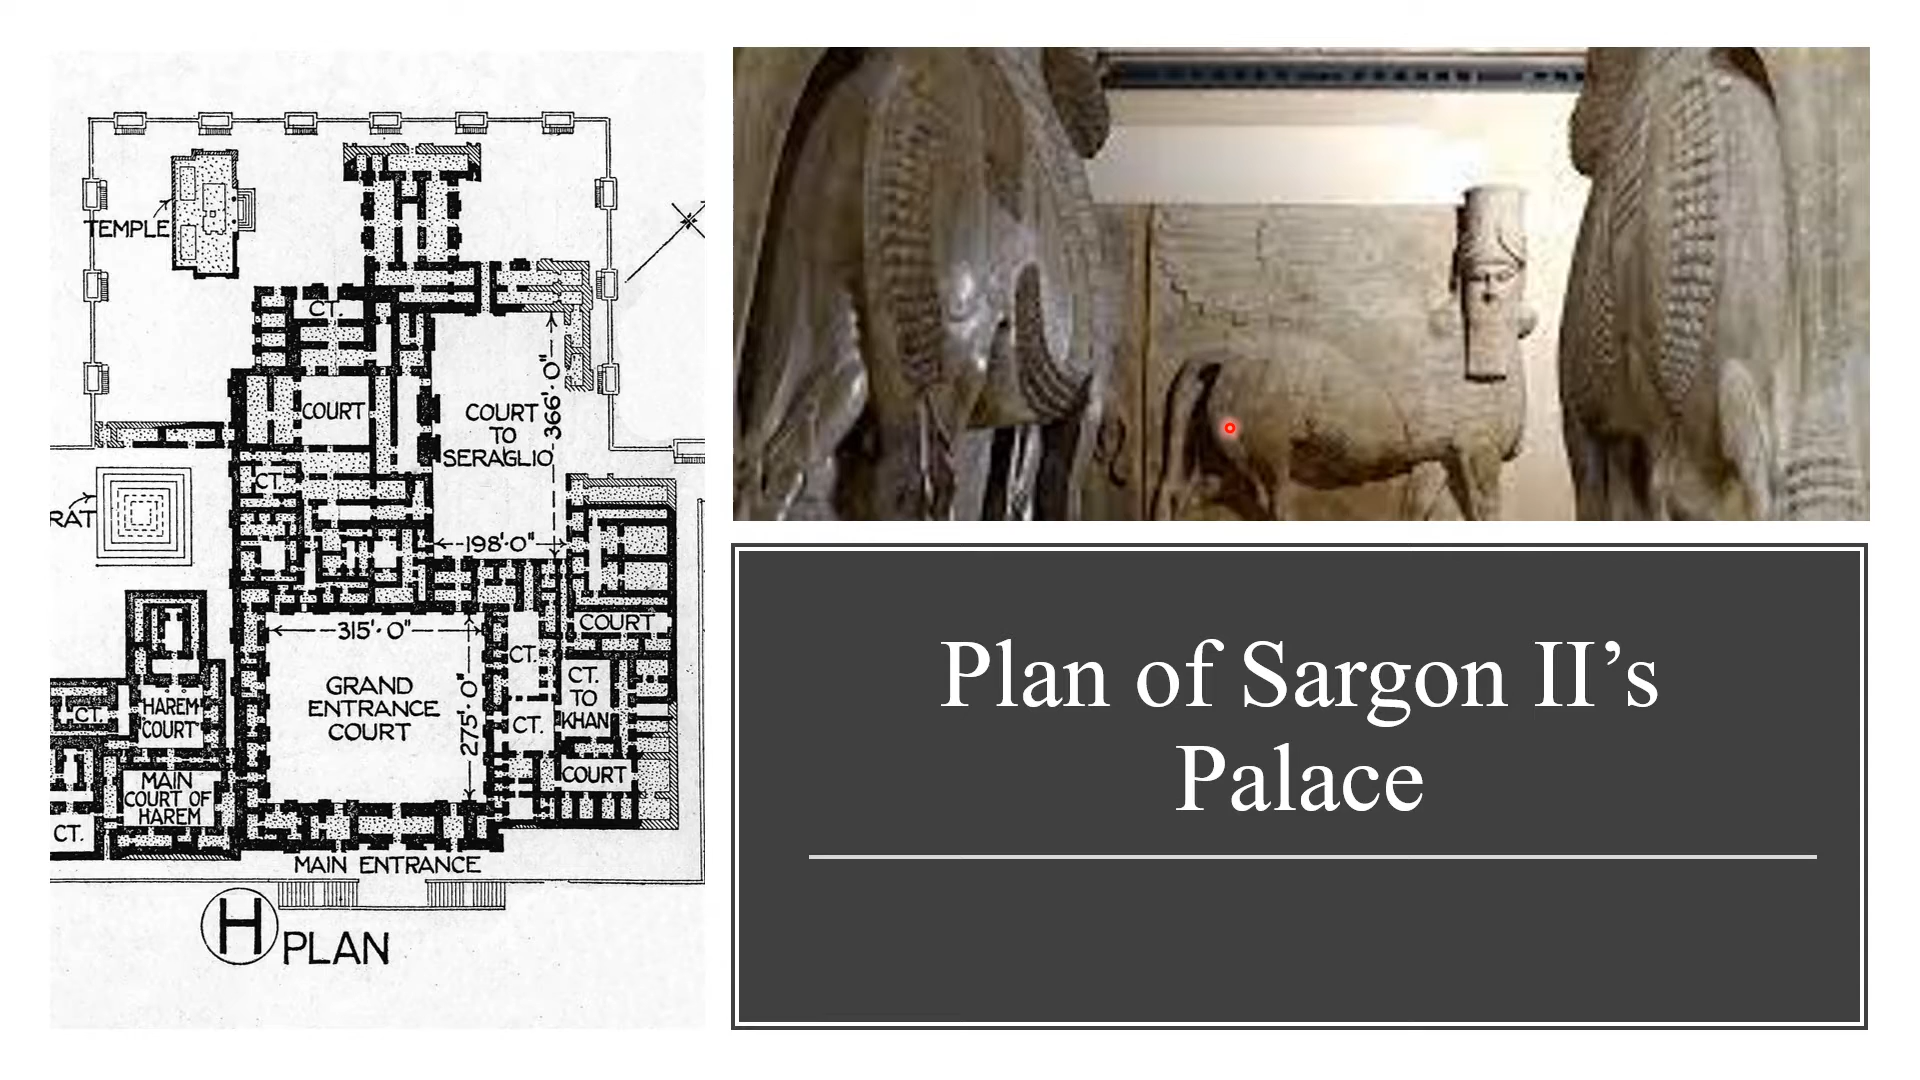 TEMPLE
CT.
COURT
COURT
TO
SERAGLIO
366'·0"
CT.
RAT
198'·0"
315'·0"
COURT
GRAND
ENTRANCE
COURT
275'·0"
CT.
CT.
TO
KHAN
CT.
COURT
HAREM
COURT
CT.
MAIN
COURT OF
HAREM
CT.
MAIN ENTRANCE
H PLAN
Plan of Sargon II’s
Palace